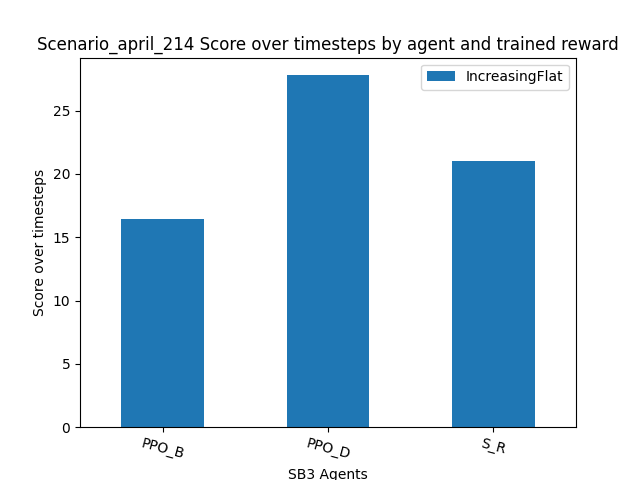 Scenario_april_214 Score over timesteps by agent and trained reward
IncreasingFlat
Score over timesteps
25
20
15
10
5
0
PPO_B
PPO_D
S_R
SB3 Agents